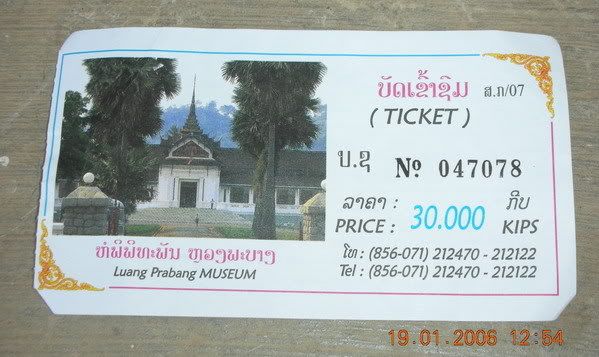 ບັດເຂົ້າຊົມ ສ.ກ/07
( TICKET )
ນ.ຊ Nº 047078
ລາຄາ : 30.000 ກີບ
PRICE : KIPS
ໂທ : (856-071) 212470 - 212122
Tel : (856-071) 212470 - 212122
ຫໍພິພິທະພັນ ຫຼວງພະບາງ
Luang Prabang MUSEUM
19.01.2006 12:54